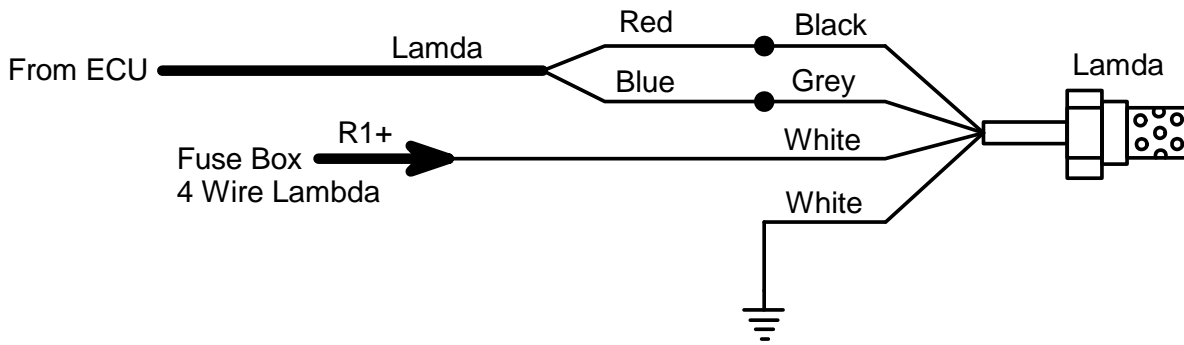 Red
Black
Lamda
From ECU
Lamda
Blue
Grey
R1+
White
Fuse Box
4 Wire Lambda
White